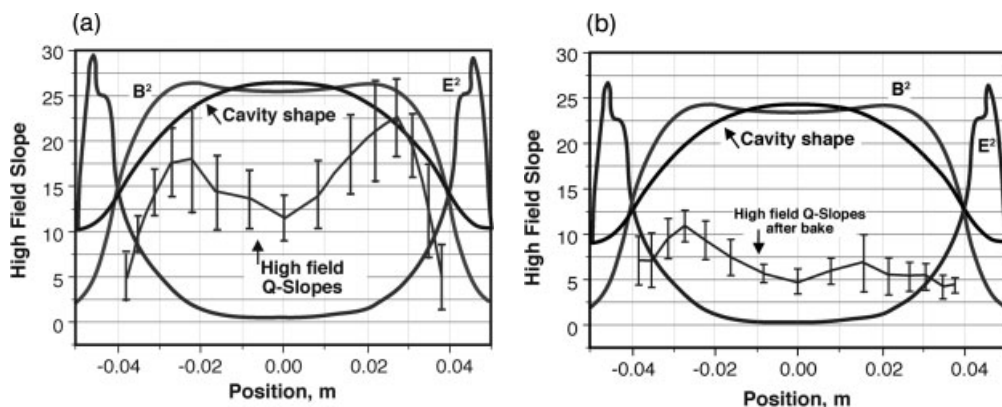 (a)
High Field Slope
30
25
20
15
10
5
0
B²
E²
Cavity shape
High field
Q-Slopes
-0.04
-0.02
0.00
0.02
0.04
Position, m
(b)
High Field Slope
30
25
20
15
10
5
0
B²
E²
Cavity shape
High field Q-Slopes
after bake
-0.04
-0.02
0.00
0.02
0.04
Position, m